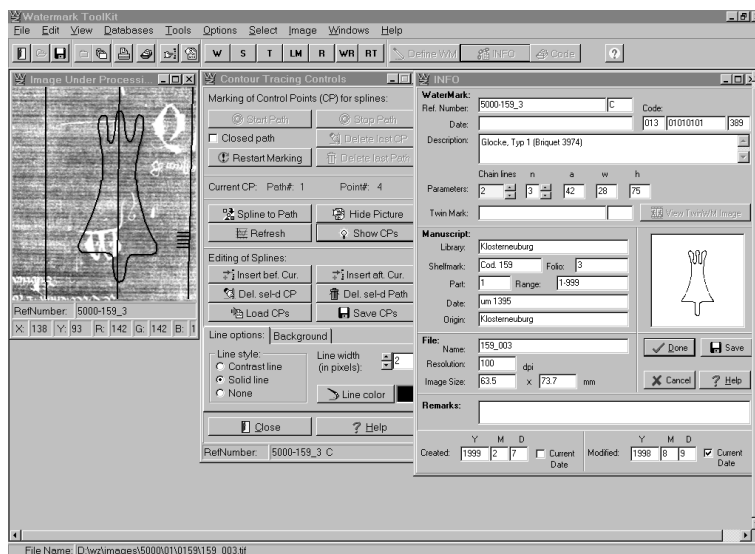 Watermark ToolKit
File Edit View Databases Tools Options Select Image Windows Help
W S T LM R WR RT Define WM INFO Code ?
Image Under Processi...
RefNumber: 5000-159_3
X: 138 Y: 93 R: 142 G: 142 B: 1
Contour Tracing Controls
Marking of Control Points (CP) for splines:
Start Path Stop Path
Closed path Delete last CP
Restart Marking Delete last Path
Current CP: Path#: 1 Point#: 4
Spline to Path Hide Picture
Refresh Show CPs
Editing of Splines:
Insert bef. Cur. Insert aft. Cur.
Del. sel-d CP Del. sel-d Path
Load CPs Save CPs
Line options: Background
Line style:
Contrast line
Solid line
None
Line width
(in pixels): 2
Line color
Close ? Help
RefNumber: 5000-159_3 C
INFO
WaterMark:
Ref. Number: 5000-159_3 C Code:
Date: 013 01010101 389
Description: Glocke, Typ 1 (Briquet 3974)
Chain lines n a w h
Parameters: 2 3 42 28 75
Twin Mark: View TwinWM Image
Manuscript:
Library: Klosterneuburg
Shelfmark: Cod. 159 Folio: 3
Part: 1 Range: 1-999
Date: um 1395
Origin: Klosterneuburg
File:
Name: 159_003
Resolution: 100 dpi
Image Size: 63.5 x 73.7 mm
Done Save
Cancel ? Help
Remarks:
Y M D Y M D
Created: 1999 2 7 Current Date Modified: 1998 8 9 Current Date
File Name: D:\wz\images\5000\01\0159\159_003.tif